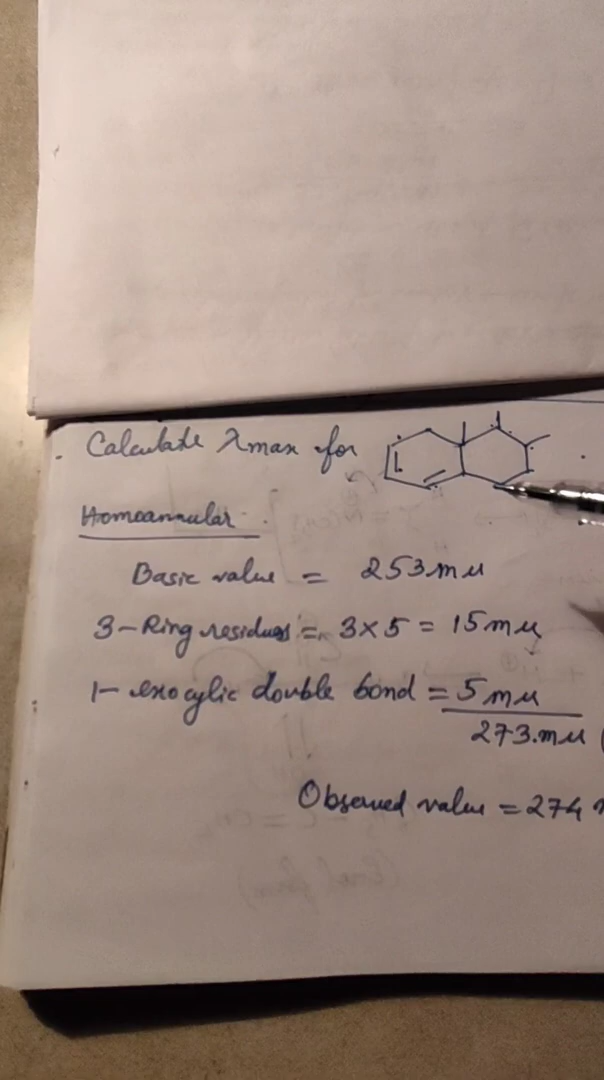 . Calculate λmax for .
Homoannular .
Basic value = 253 mµ
3-Ring residues = 3×5 = 15 mµ
1- exocylic double bond = 5 mµ
273.mµ (
Observed value = 274